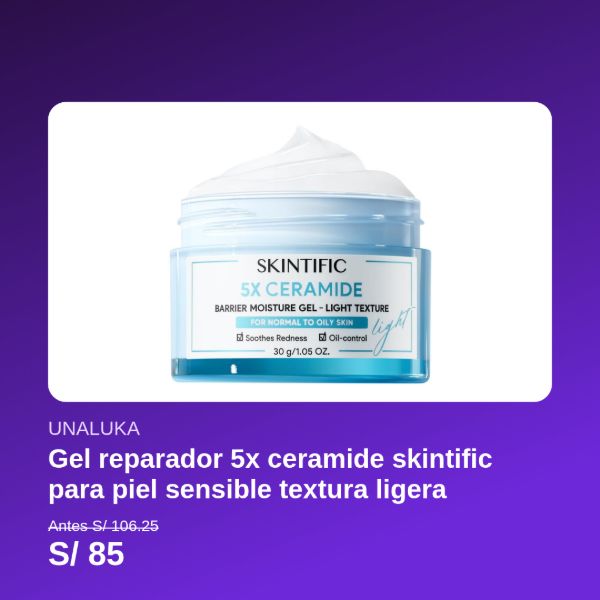 SKINTIFIC
5X CERAMIDE
BARRIER MOISTURE GEL - LIGHT TEXTURE
FOR NORMAL TO OILY SKIN
light
Soothes Redness Oil-control
30 g/1.05 OZ.
UNALUKA
Gel reparador 5x ceramide skintific
para piel sensible textura ligera
Antes S/ 106.25
S/ 85